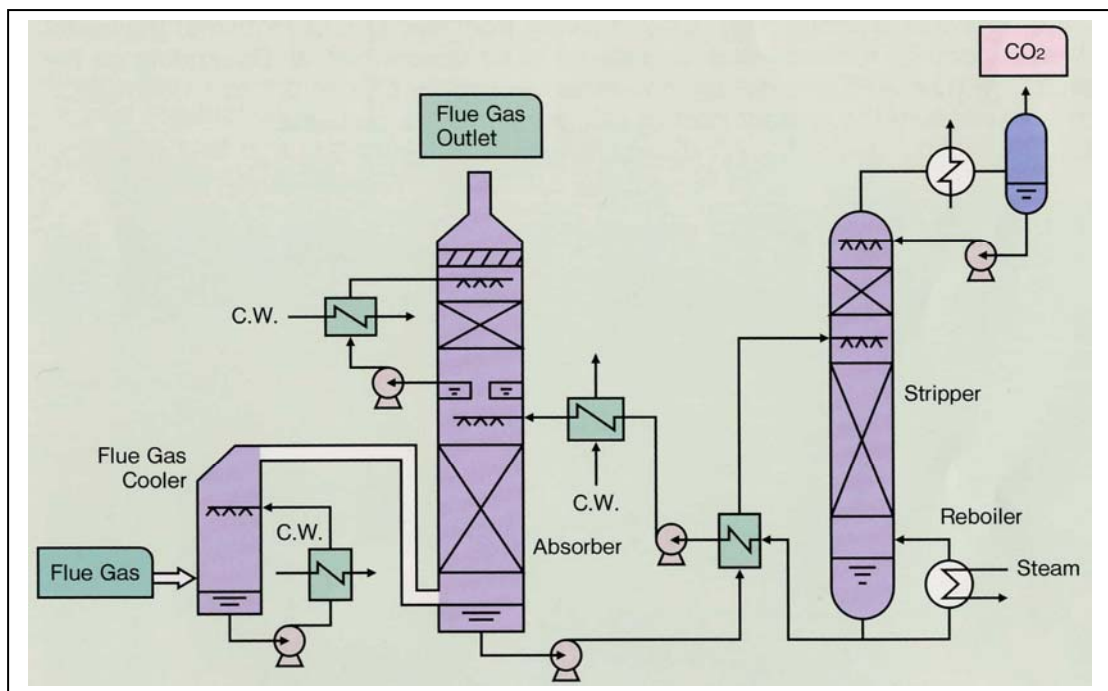 CO₂
Flue Gas
Outlet
C.W.
Stripper
Flue Gas
Cooler
C.W.
C.W.
Reboiler
Absorber
Flue Gas
Steam